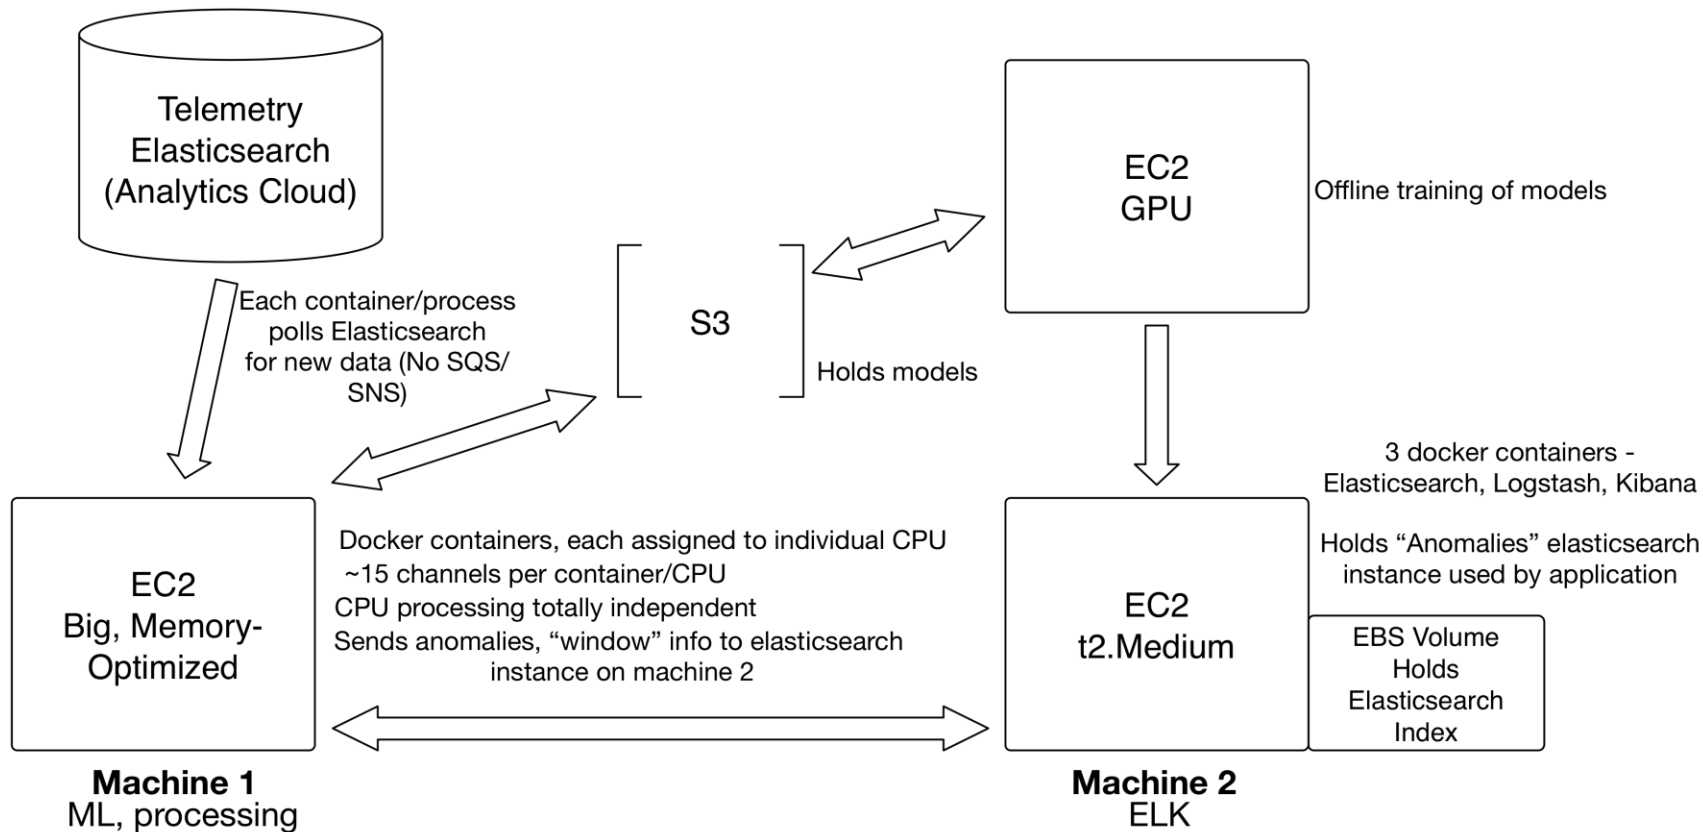 Telemetry
Elasticsearch
(Analytics Cloud)
EC2
GPU
Offline training of models
Each container/process
polls Elasticsearch
for new data (No SQS/
SNS)
S3
Holds models
3 docker containers -
Elasticsearch, Logstash, Kibana
Holds “Anomalies” elasticsearch
instance used by application
EC2
Big, Memory-
Optimized
Docker containers, each assigned to individual CPU
~15 channels per container/CPU
CPU processing totally independent
Sends anomalies, “window” info to elasticsearch
instance on machine 2
EC2
t2.Medium
EBS Volume
Holds
Elasticsearch
Index
Machine 1
ML, processing
Machine 2
ELK